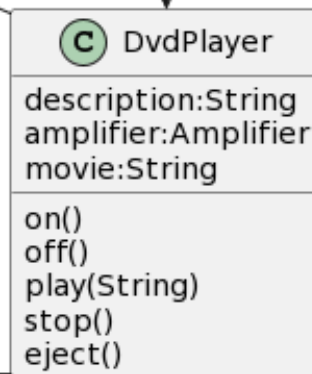 C DvdPlayer
description:String
amplifier:Amplifier
movie:String
on()
off()
play(String)
stop()
eject()